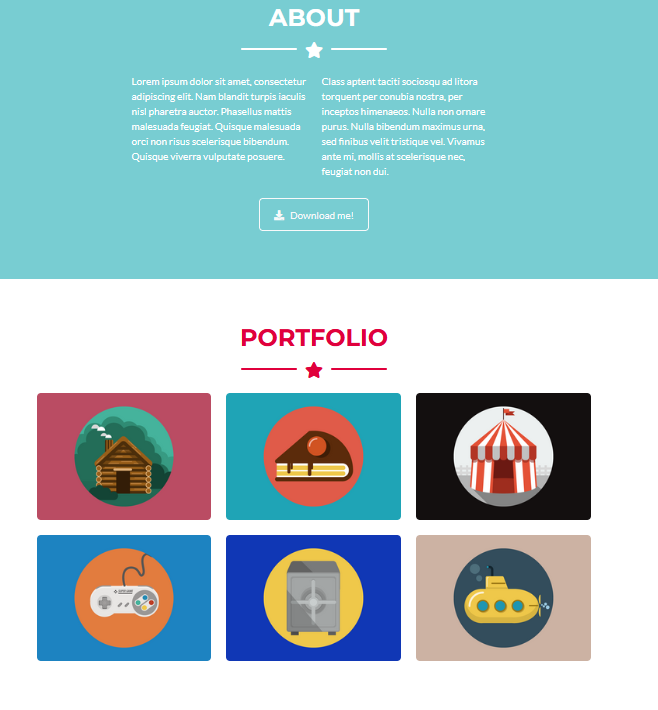 ABOUT
Lorem ipsum dolor sit amet, consectetur
adipiscing elit. Nam blandit turpis iaculis
nisl pharetra auctor. Phasellus mattis
malesuada feugiat. Quisque malesuada
orci non risus scelerisque bibendum.
Quisque viverra vulputate posuere.
Class aptent taciti sociosqu ad litora
torquent per conubia nostra, per
inceptos himenaeos. Nulla non ornare
purus. Nulla bibendum maximus urna,
sed finibus velit tristique vel. Vivamus
ante mi, mollis at scelerisque nec,
feugiat non dui.
Download me!
PORTFOLIO